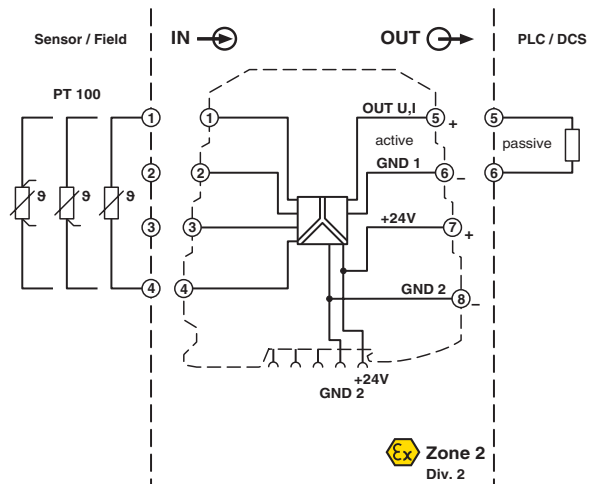 Sensor / Field
IN
OUT
PLC / DCS
PT 100
OUT U,I
1
1
5
+
5
active
passive
GND 1
2
2
6
–
6
ϑ
ϑ
ϑ
+24V
3
3
7
+
GND 2
4
4
8
–
+24V
GND 2
Ex
Zone 2
Div. 2